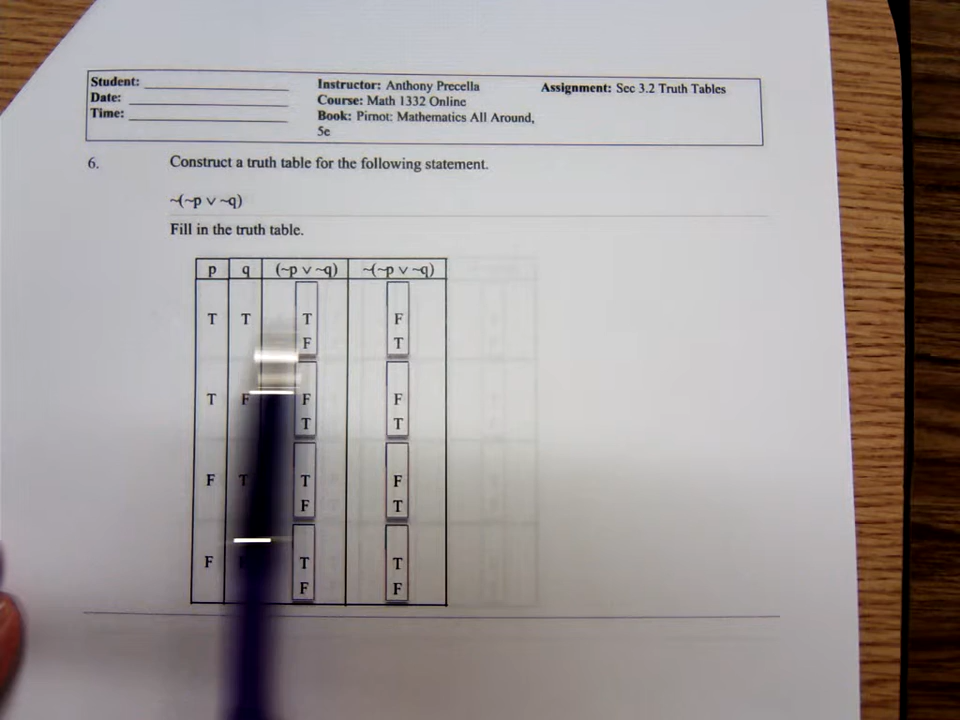 Student:
Date:
Time:
Instructor: Anthony Precella
Course: Math 1332 Online
Book: Pirnot: Mathematics All Around,
5e
Assignment: Sec 3.2 Truth Tables
6. Construct a truth table for the following statement.
~(~p ∨ ~q)
Fill in the truth table.
p q (~p ∨ ~q) ~(~p ∨ ~q)
T T T F
F T
T F F F
T T
F T T F
F T
F T T
F F